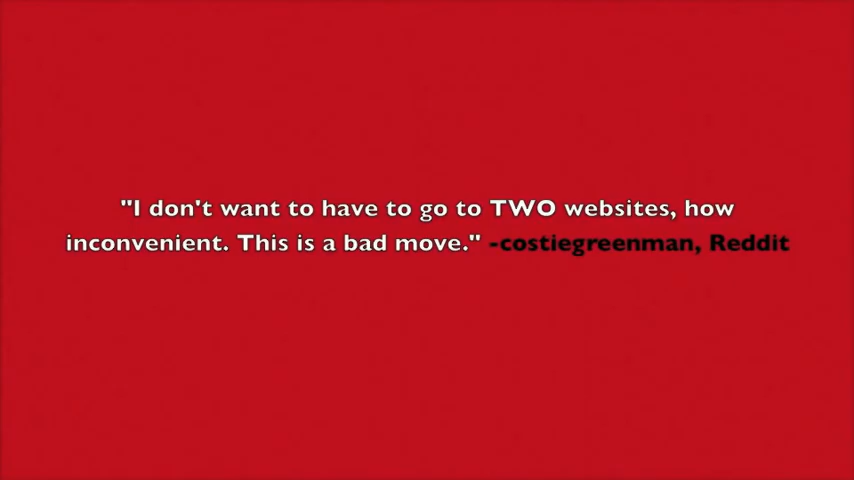 "I don't want to have to go to TWO websites, how
inconvenient. This is a bad move." -costiegreenman, Reddit